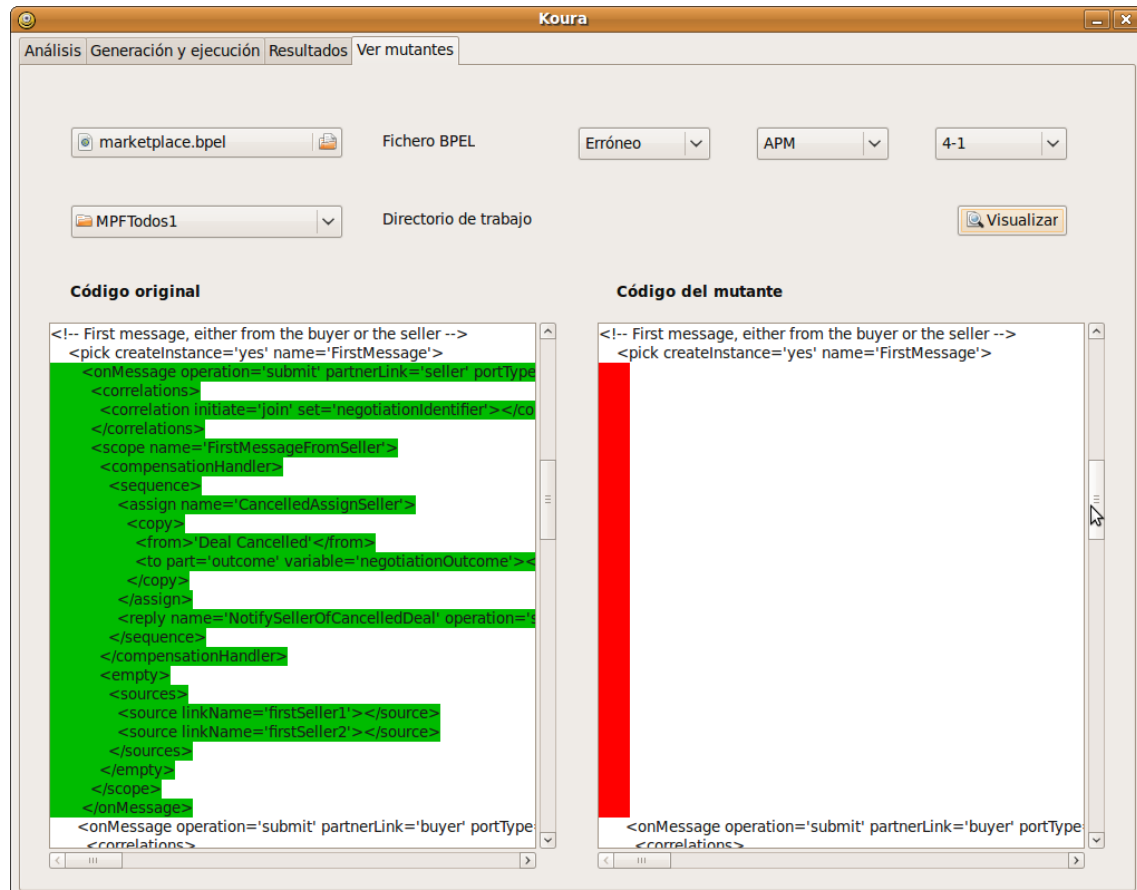 Koura
Análisis Generación y ejecución Resultados Ver mutantes
marketplace.bpel Fichero BPEL Erróneo APM 4-1
MPFTodos1 Directorio de trabajo Visualizar
Código original
<!-- First message, either from the buyer or the seller -->
<pick createInstance='yes' name='FirstMessage'>
<onMessage operation='submit' partnerLink='seller' portType
<correlations>
<correlation initiate='join' set='negotiationIdentifier'></co
</correlations>
<scope name='FirstMessageFromSeller'>
<compensationHandler>
<sequence>
<assign name='CancelledAssignSeller'>
<copy>
<from>'Deal Cancelled'</from>
<to part='outcome' variable='negotiationOutcome'><
</copy>
</assign>
<reply name='NotifySellerOfCancelledDeal' operation='s
</sequence>
</compensationHandler>
<empty>
<sources>
<source linkName='firstSeller1'></source>
<source linkName='firstSeller2'></source>
</sources>
</empty>
</scope>
</onMessage>
<onMessage operation='submit' partnerLink='buyer' portType=
<correlations>
Código del mutante
<!-- First message, either from the buyer or the seller -->
<pick createInstance='yes' name='FirstMessage'>
<onMessage operation='submit' partnerLink='buyer' portType=
<correlations>